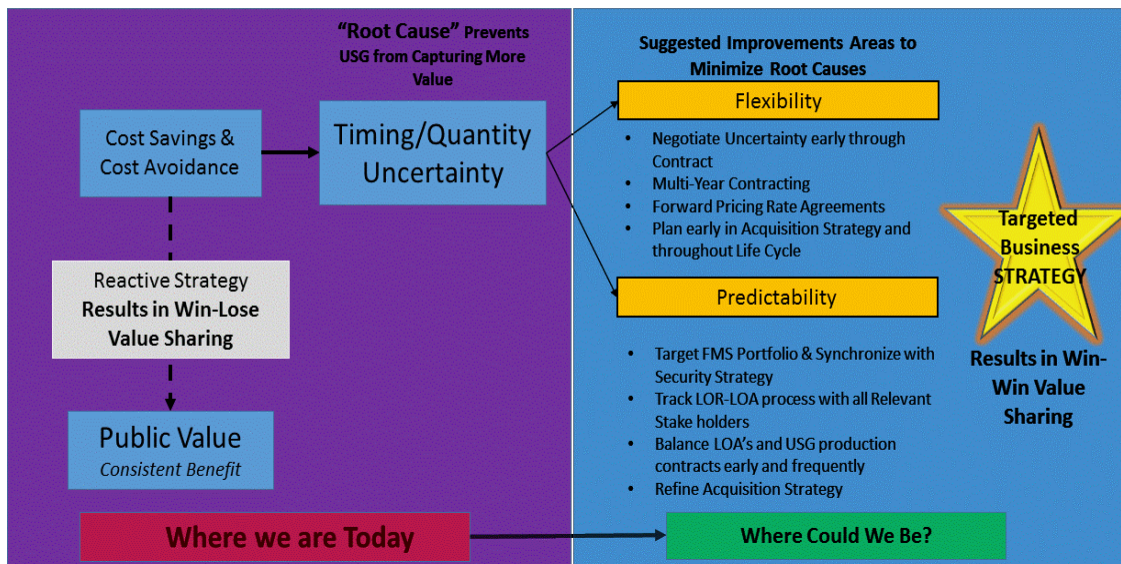 “Root Cause” Prevents
USG from Capturing More
Value
Cost Savings &
Cost Avoidance
Timing/Quantity
Uncertainty
Reactive Strategy
Results in Win-Lose
Value Sharing
Public Value
Consistent Benefit
Where we are Today
Suggested Improvements Areas to
Minimize Root Causes
Flexibility
• Negotiate Uncertainty early through
Contract
• Multi-Year Contracting
• Forward Pricing Rate Agreements
• Plan early in Acquisition Strategy and
throughout Life Cycle
Predictability
• Target FMS Portfolio & Synchronize with
Security Strategy
• Track LOR-LOA process with all Relevant
Stake holders
• Balance LOA’s and USG production
contracts early and frequently
• Refine Acquisition Strategy
Targeted
Business
STRATEGY
Results in Win-
Win Value
Sharing
Where Could We Be?